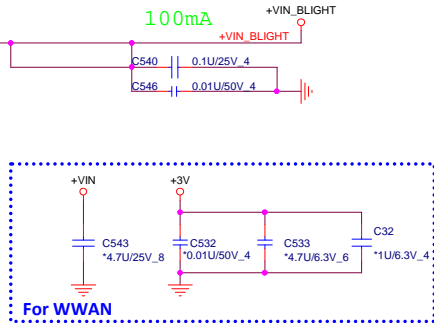 100mA
+VIN_BLIGHT
+VIN_BLIGHT
C540 0.1U/25V_4
C546 0.01U/50V_4
+VIN +3V
C543
*4.7U/25V_8
C532
*0.01U/50V_4
C533
*4.7U/6.3V_6
C32
*1U/6.3V_4
For WWAN